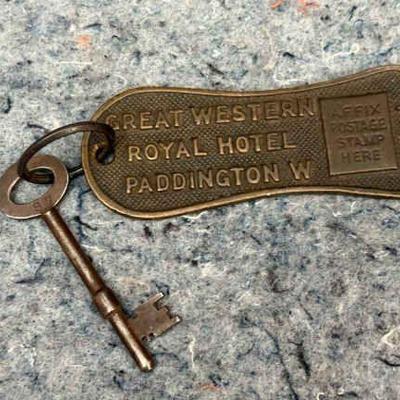 GREAT WESTERN
ROYAL HOTEL
PADDINGTON W
AFFIX
POSTAGE
STAMP
HERE